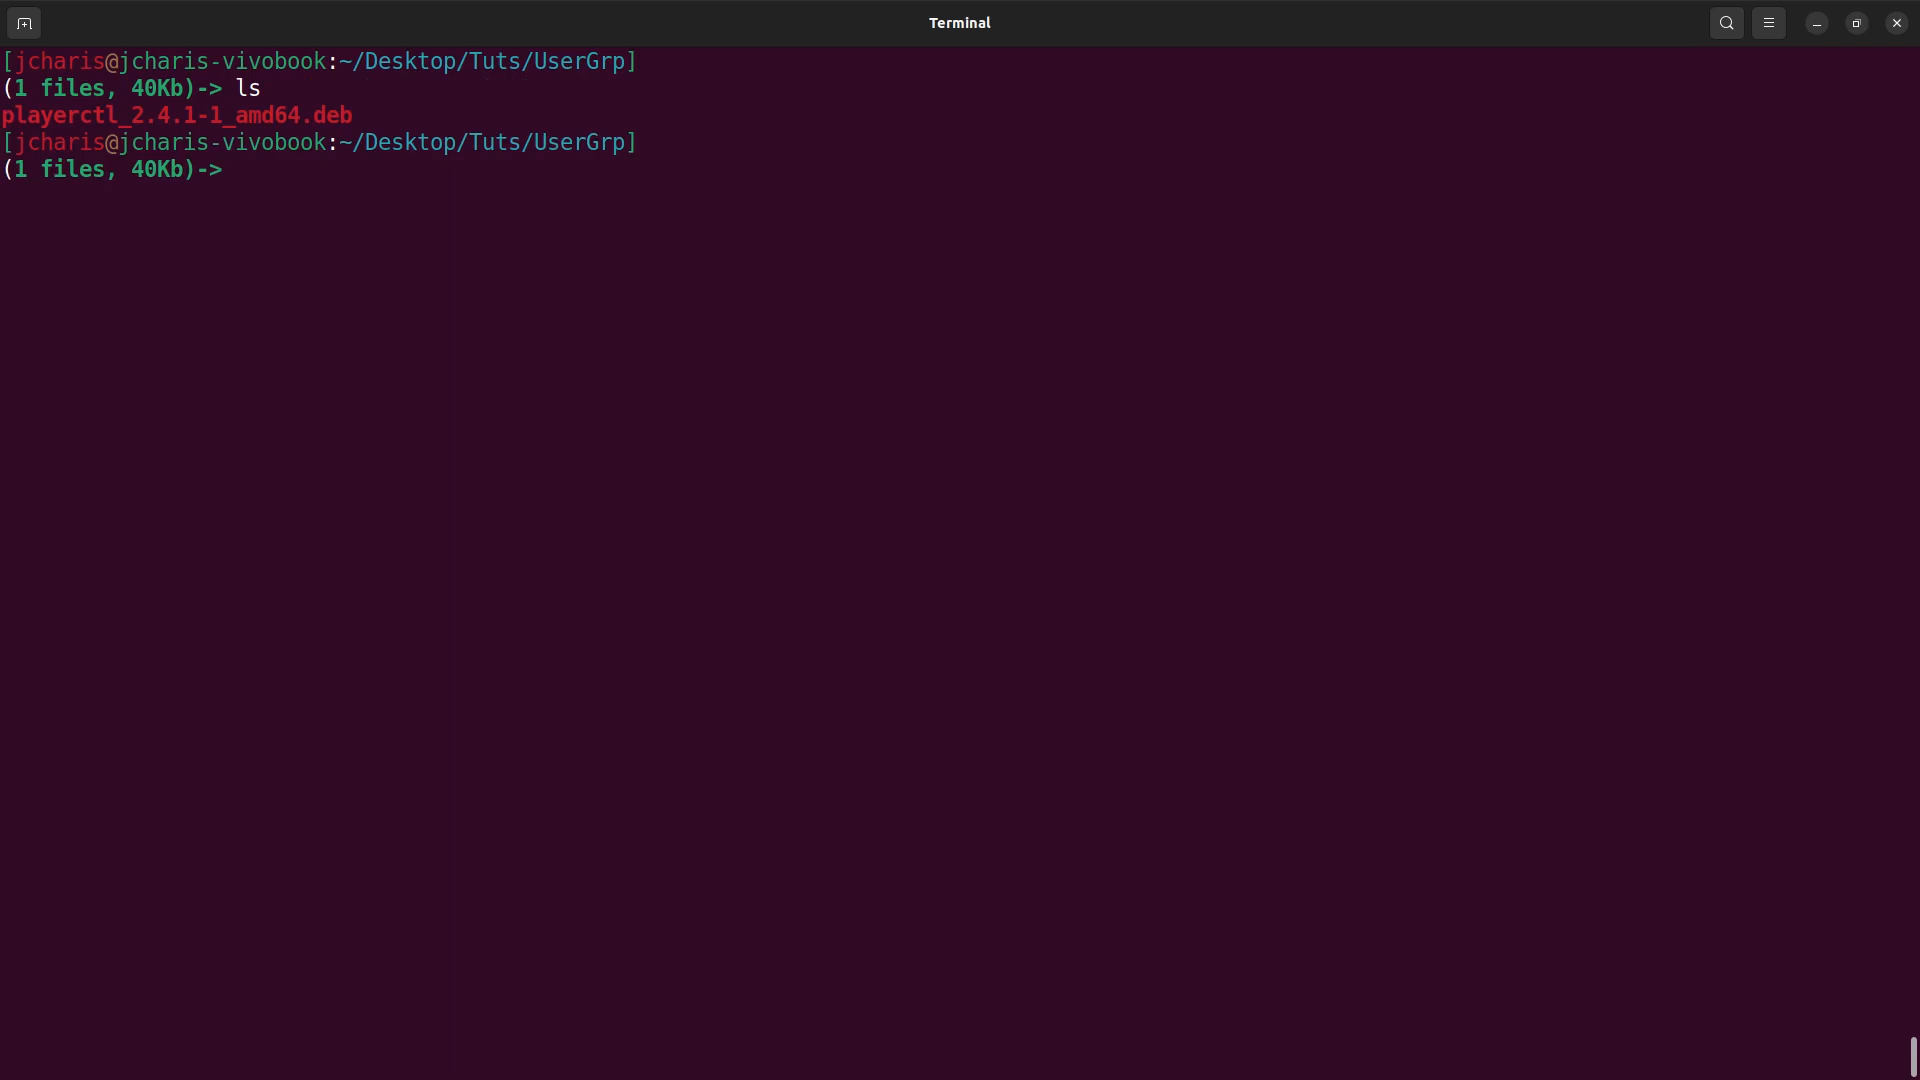 Terminal
[jcharis@jcharis-vivobook:~/Desktop/Tuts/UserGrp]
(1 files, 40Kb)-> ls
playerctl_2.4.1-1_amd64.deb
[jcharis@jcharis-vivobook:~/Desktop/Tuts/UserGrp]
(1 files, 40Kb)->